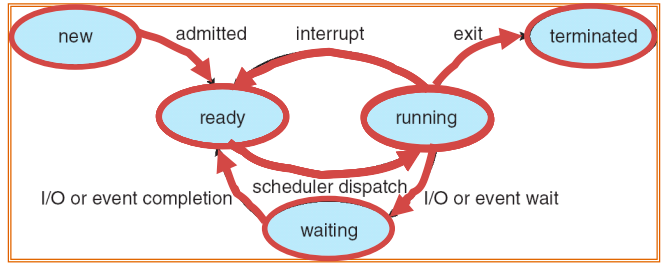 new
admitted
interrupt
exit
terminated
ready
running
I/O or event completion
scheduler dispatch
I/O or event wait
waiting